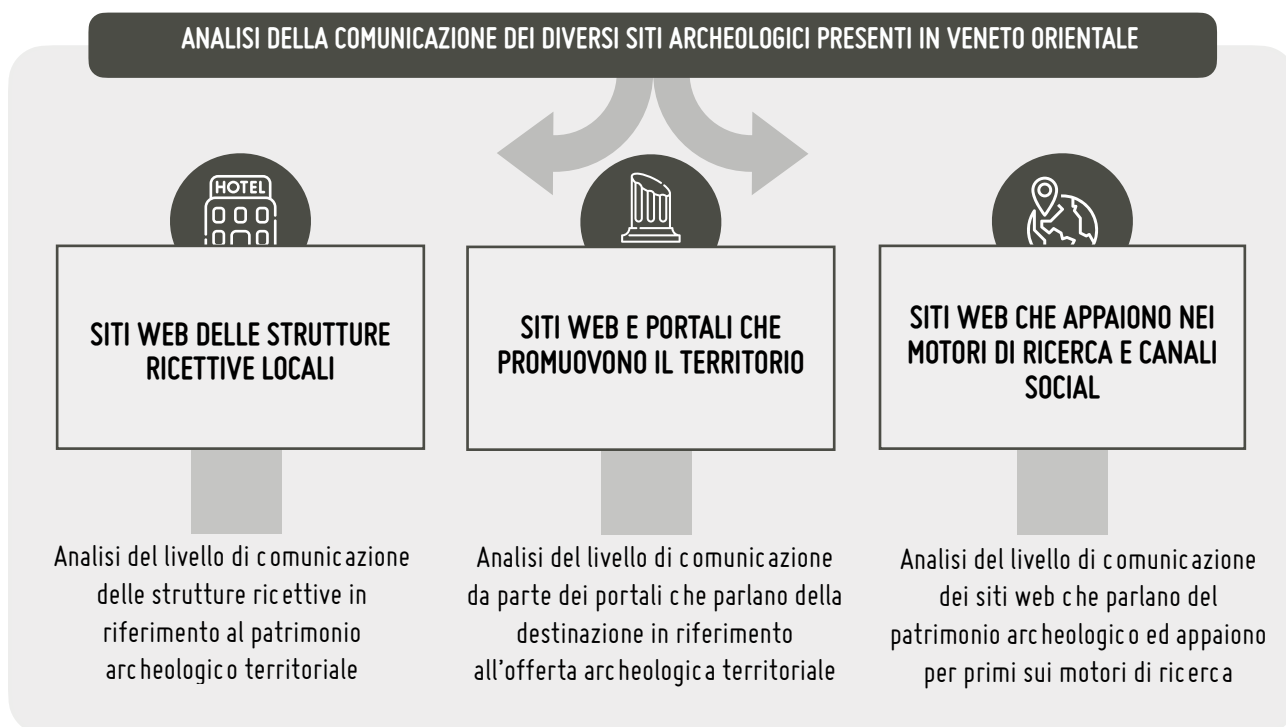 ANALISI DELLA COMUNICAZIONE DEI DIVERSI SITI ARCHEOLOGICI PRESENTI IN VENETO ORIENTALE
HOTEL
SITI WEB DELLE STRUTTURE
RICETTIVE LOCALI
Analisi del livello di comunicazione
delle strutture ricettive in
riferimento al patrimonio
archeologico territoriale
SITI WEB E PORTALI CHE
PROMUOVONO IL TERRITORIO
Analisi del livello di comunicazione
da parte dei portali che parlano della
destinazione in riferimento
all'offerta archeologica territoriale
SITI WEB CHE APPAIONO NEI
MOTORI DI RICERCA E CANALI
SOCIAL
Analisi del livello di comunicazione
dei siti web che parlano del
patrimonio archeologico ed appaiono
per primi sui motori di ricerca